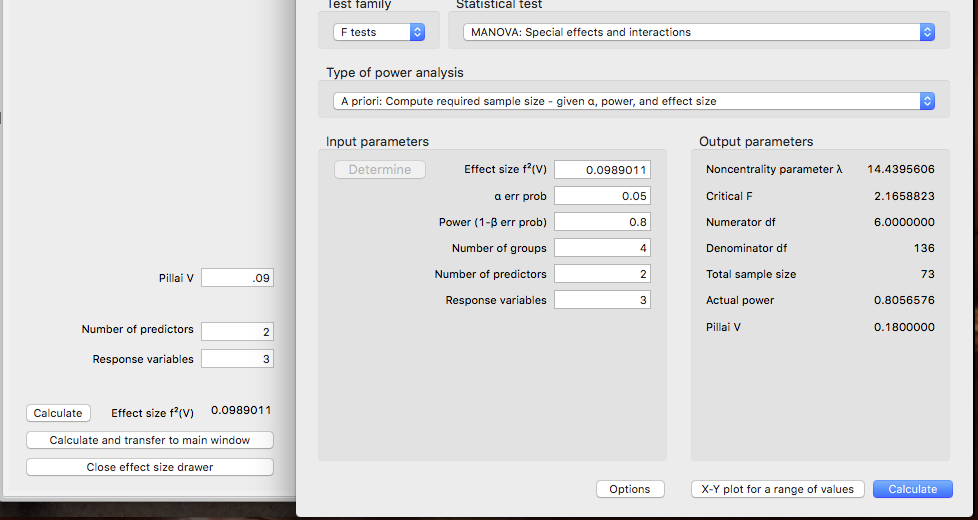 Test family
Statistical test
F tests
MANOVA: Special effects and interactions
Type of power analysis
A priori: Compute required sample size - given α, power, and effect size
Input parameters
Output parameters
Determine
Effect size f²(V)
0.0989011
α err prob
0.05
Power (1-β err prob)
0.8
Number of groups
4
Number of predictors
2
Response variables
3
Noncentrality parameter λ
14.4395606
Critical F
2.1658823
Numerator df
6.0000000
Denominator df
136
Total sample size
73
Actual power
0.8056576
Pillai V
0.1800000
Pillai V
.09
Number of predictors
2
Response variables
3
Calculate
Effect size f²(V)
0.0989011
Calculate and transfer to main window
Close effect size drawer
Options
X-Y plot for a range of values
Calculate